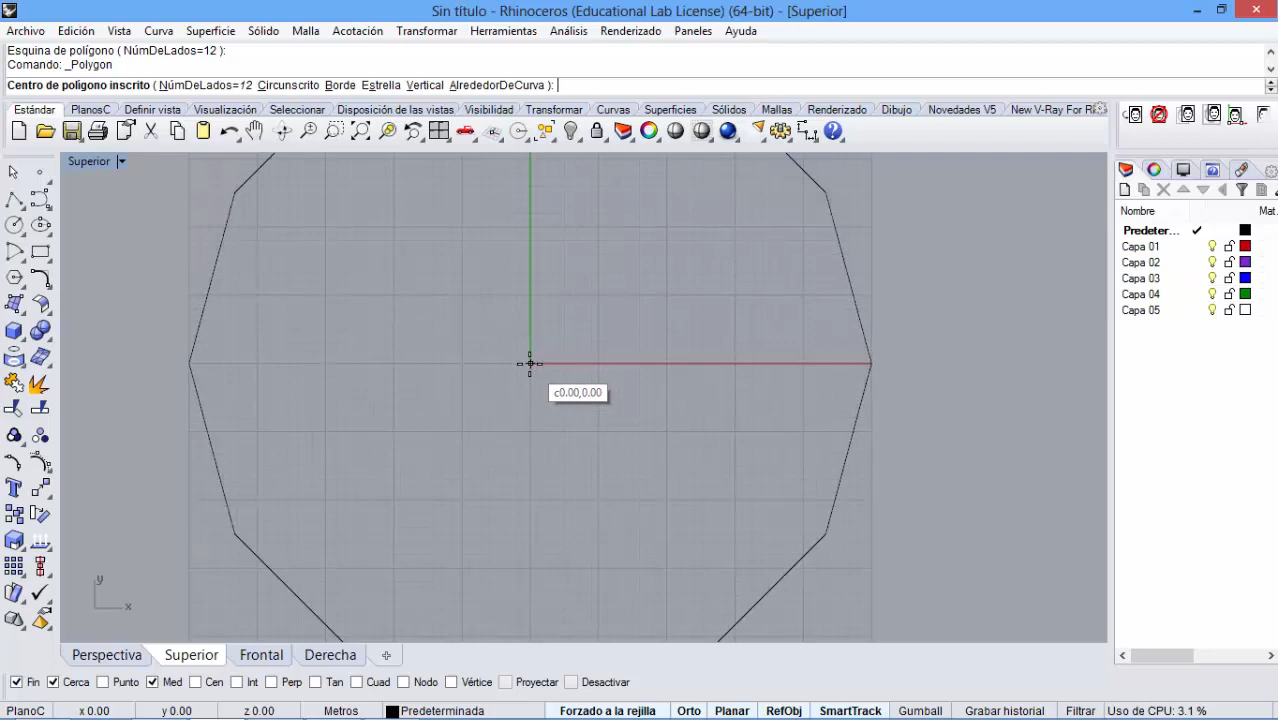 Sin título - Rhinoceros (Educational Lab License) (64-bit) - [Superior]
Archivo Edición Vista Curva Superficie Sólido Malla Acotación Transformar Herramientas Análisis Renderizado Paneles Ayuda
Esquina de polígono ( NúmDeLados=12 ):
Comando: _Polygon
Centro de polígono inscrito ( NúmDeLados=12 Circunscrito Borde Estrella Vertical AlrededorDeCurva ):
Estándar PlanosC Definir vista Visualización Seleccionar Disposición de las vistas Visibilidad Transformar Curvas Superficies Sólidos Mallas Renderizado Dibujo Novedades V5 New V-Ray For Rl
Superior
Nombre Mat
Predeter...
Capa 01
Capa 02
Capa 03
Capa 04
Capa 05
c0.00,0.00
y
x
Perspectiva Superior Frontal Derecha
Fin Cerca Punto Med Cen Int Perp Tan Cuad Nodo Vértice Proyectar Desactivar
PlanoC x 0.00 y 0.00 z 0.00 Metros Predeterminada Forzado a la rejilla Orto Planar RefObj SmartTrack Gumball Grabar historial Filtrar Uso de CPU: 3.1 %